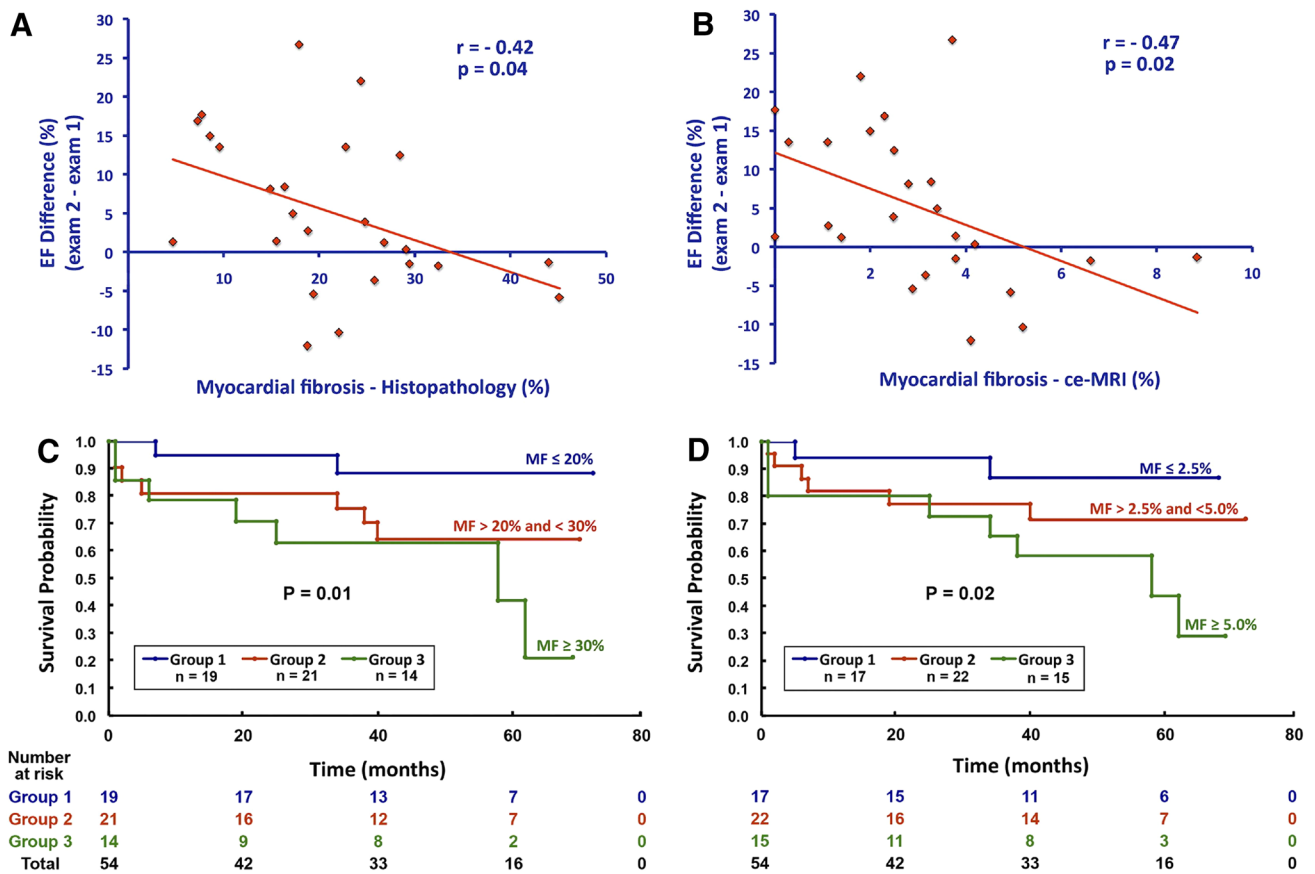 A
30
25
20
15
10
5
0
-5
-10
-15
10
20
30
40
50
r = - 0.42
p = 0.04
EF Difference (%)
(exam 2 - exam 1)
Myocardial fibrosis - Histopathology (%)
B
30
25
20
15
10
5
0
-5
-10
-15
2
4
6
8
10
r = - 0.47
p = 0.02
EF Difference (%)
(exam 2 - exam 1)
Myocardial fibrosis - ce-MRI (%)
C
1.0
0.9
0.8
0.7
0.6
0.5
0.4
0.3
0.2
0.1
0.0
Survival Probability
MF ≤ 20%
MF > 20% and < 30%
P = 0.01
MF ≥ 30%
Group 1 Group 2 Group 3
n = 19 n = 21 n = 14
0 20 40 60 80
Time (months)
D
1.0
0.9
0.8
0.7
0.6
0.5
0.4
0.3
0.2
0.1
0.0
Survival Probability
MF ≤ 2.5%
MF > 2.5% and <5.0%
P = 0.02
MF ≥ 5.0%
Group 1 Group 2 Group 3
n = 17 n = 22 n = 15
0 20 40 60 80
Time (months)
Number
at risk
Group 1 19 17 13 7 0 17 15 11 6 0
Group 2 21 16 12 7 0 22 16 14 7 0
Group 3 14 9 8 2 0 15 11 8 3 0
Total 54 42 33 16 0 54 42 33 16 0